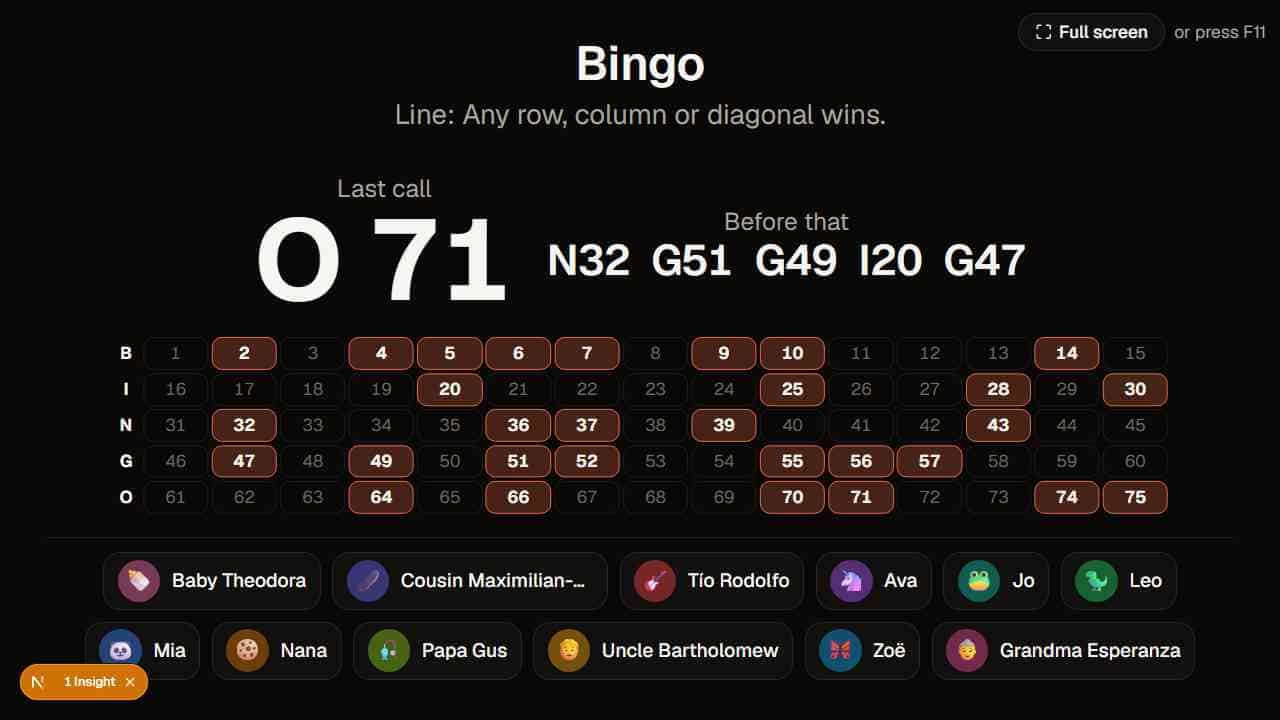 Full screen or press F11
Bingo
Line: Any row, column or diagonal wins.
Last call
O 71
Before that
N32 G51 G49 I20 G47
B 1 2 3 4 5 6 7 8 9 10 11 12 13 14 15
I 16 17 18 19 20 21 22 23 24 25 26 27 28 29 30
N 31 32 33 34 35 36 37 38 39 40 41 42 43 44 45
G 46 47 48 49 50 51 52 53 54 55 56 57 58 59 60
O 61 62 63 64 65 66 67 68 69 70 71 72 73 74 75
Baby Theodora Cousin Maximilian-... Tío Rodolfo Ava Jo Leo
Mia Nana Papa Gus Uncle Bartholomew Zoë Grandma Esperanza
N 1 Insight ×